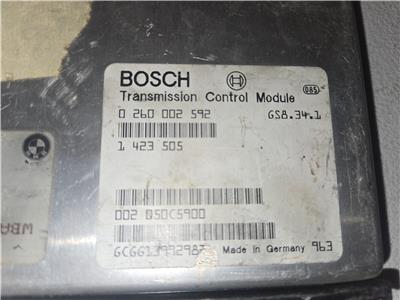 BOSCH
Transmission Control Module
0 260 002 592 GS8.34.1
1 423 505
002 050C5900
Made in Germany 963
WBA